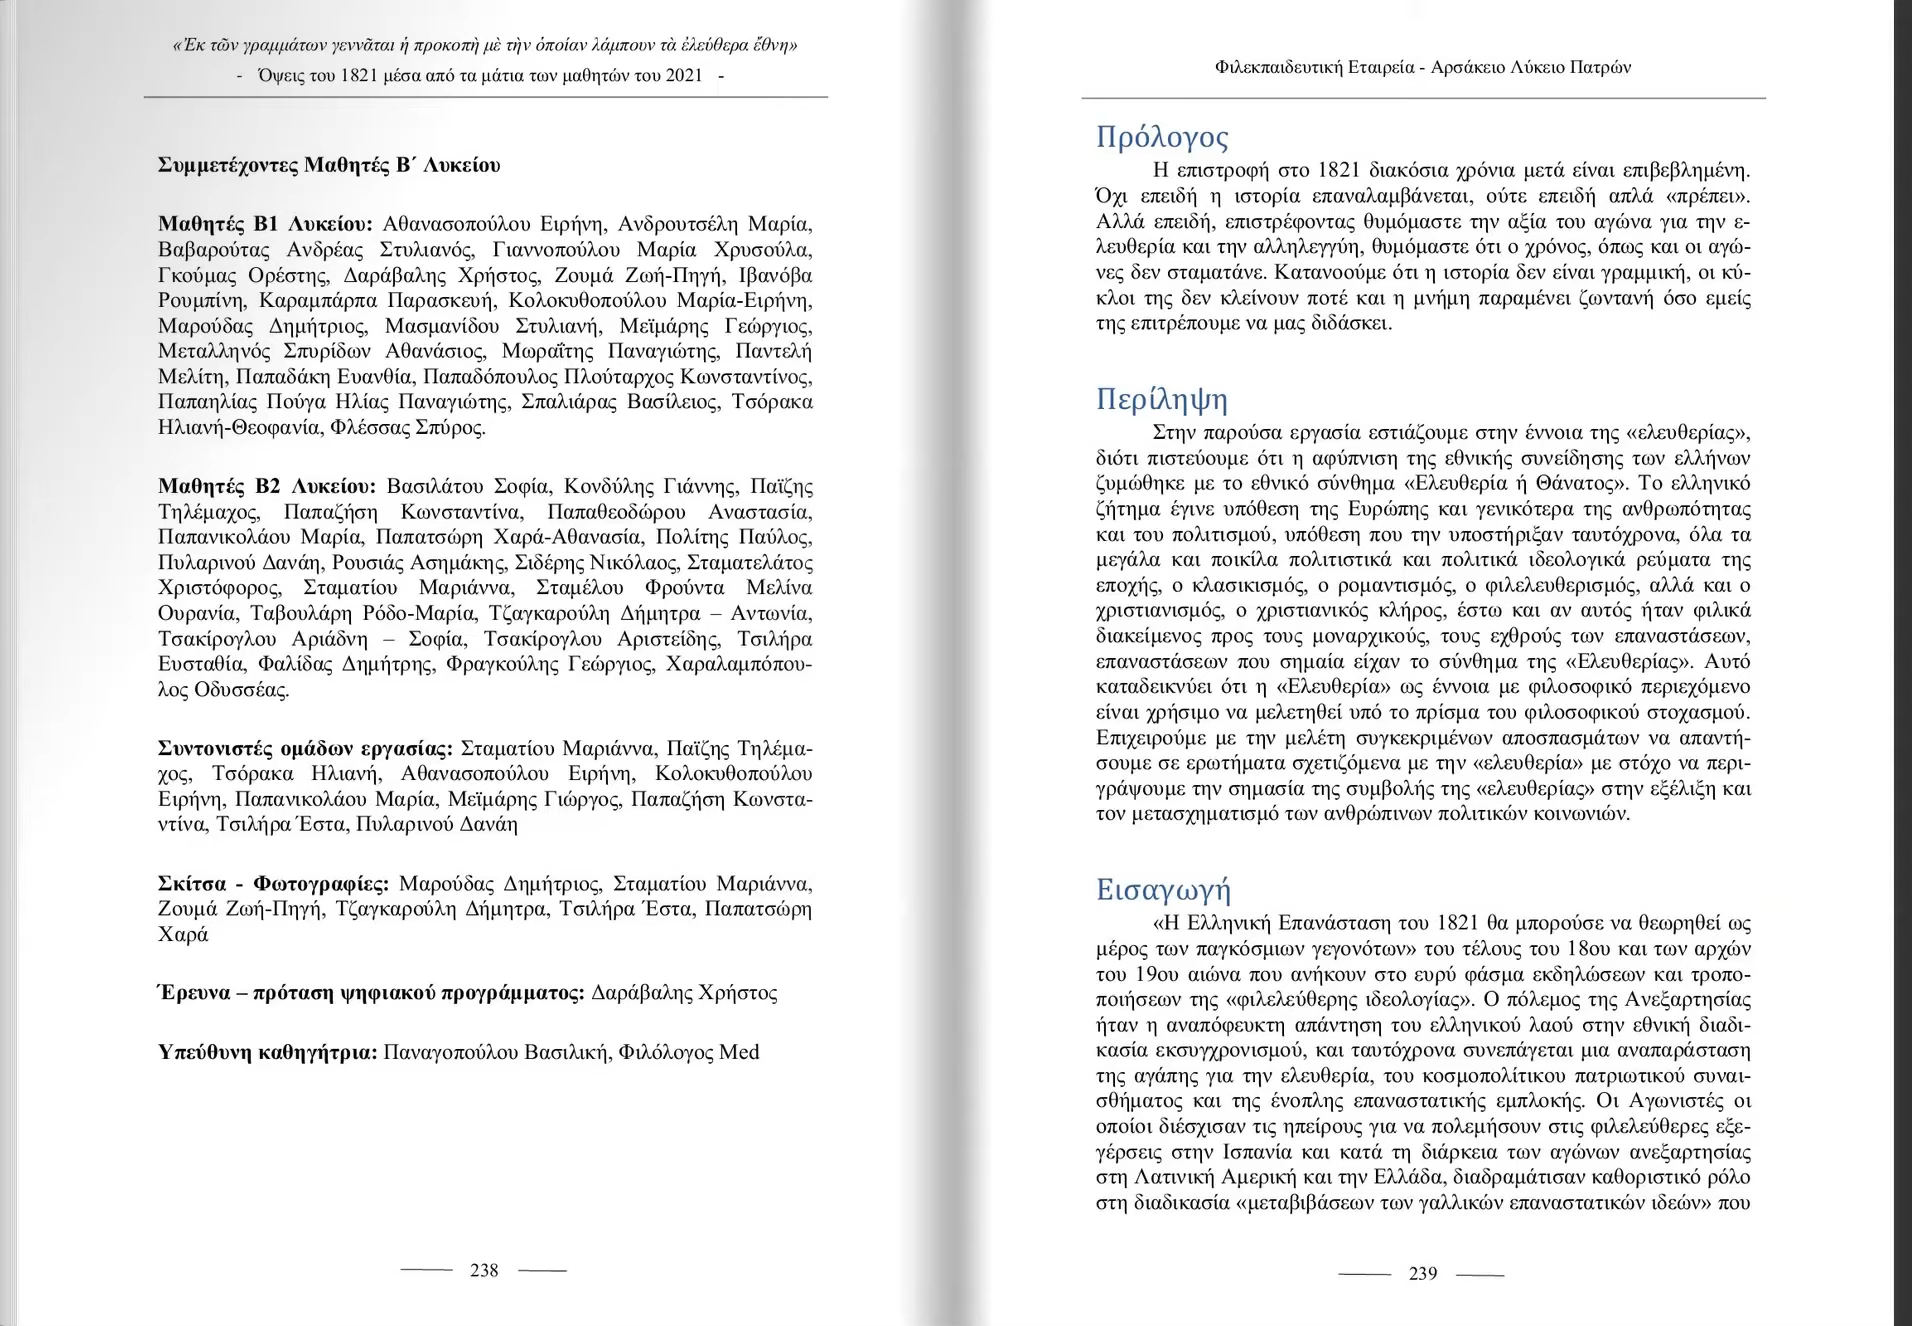 «Ἐκ τῶν γραμμάτων γεννᾶται ἡ προκοπὴ μὲ τὴν ὁποίαν λάμπουν τὰ ἐλεύθερα ἔθνη»
- Όψεις του 1821 μέσα από τα μάτια των μαθητών του 2021 -
Συμμετέχοντες Μαθητές Β΄ Λυκείου
Μαθητές Β1 Λυκείου: Αθανασοπούλου Ειρήνη, Ανδρουτσέλη Μαρία,
Βαβαρούτας Ανδρέας Στυλιανός, Γιαννοπούλου Μαρία Χρυσούλα,
Γκούμας Ορέστης, Δαράβαλης Χρήστος, Ζουμά Ζωή-Πηγή, Ιβανόβα
Ρουμπίνη, Καραμπάρπα Παρασκευή, Κολοκυθοπούλου Μαρία-Ειρήνη,
Μαρούδας Δημήτριος, Μασμανίδου Στυλιανή, Μεϊμάρης Γεώργιος,
Μεταλληνός Σπυρίδων Αθανάσιος, Μωραΐτης Παναγιώτης, Παντελή
Μελίτη, Παπαδάκη Ευανθία, Παπαδόπουλος Πλούταρχος Κωνσταντίνος,
Παπαηλίας Πούγα Ηλίας Παναγιώτης, Σπαλιάρας Βασίλειος, Τσόρακα
Ηλιανή-Θεοφανία, Φλέσσας Σπύρος.
Μαθητές Β2 Λυκείου: Βασιλάτου Σοφία, Κονδύλης Γιάννης, Παϊζης
Τηλέμαχος, Παπαζήση Κωνσταντίνα, Παπαθεοδώρου Αναστασία,
Παπανικολάου Μαρία, Παπατσώρη Χαρά-Αθανασία, Πολίτης Παύλος,
Πυλαρινού Δανάη, Ρουσιάς Ασημάκης, Σιδέρης Νικόλαος, Σταματελάτος
Χριστόφορος, Σταματίου Μαριάννα, Σταμέλου Φρούντα Μελίνα
Ουρανία, Ταβουλάρη Ρόδο-Μαρία, Τζαγκαρούλη Δήμητρα – Αντωνία,
Τσακίρογλου Αριάδνη – Σοφία, Τσακίρογλου Αριστείδης, Τσιλήρα
Ευσταθία, Φαλίδας Δημήτρης, Φραγκούλης Γεώργιος, Χαραλαμπόπου-
λος Οδυσσέας.
Συντονιστές ομάδων εργασίας: Σταματίου Μαριάννα, Παϊζης Τηλέμα-
χος, Τσόρακα Ηλιανή, Αθανασοπούλου Ειρήνη, Κολοκυθοπούλου
Ειρήνη, Παπανικολάου Μαρία, Μεϊμάρης Γιώργος, Παπαζήση Κωνστα-
ντίνα, Τσιλήρα Έστα, Πυλαρινού Δανάη
Σκίτσα - Φωτογραφίες: Μαρούδας Δημήτριος, Σταματίου Μαριάννα,
Ζουμά Ζωή-Πηγή, Τζαγκαρούλη Δήμητρα, Τσιλήρα Έστα, Παπατσώρη
Χαρά
Έρευνα – πρόταση ψηφιακού προγράμματος: Δαράβαλης Χρήστος
Υπεύθυνη καθηγήτρια: Παναγοπούλου Βασιλική, Φιλόλογος Med
238
Φιλεκπαιδευτική Εταιρεία - Αρσάκειο Λύκειο Πατρών
Πρόλογος
Η επιστροφή στο 1821 διακόσια χρόνια μετά είναι επιβεβλημένη.
Όχι επειδή η ιστορία επαναλαμβάνεται, ούτε επειδή απλά «πρέπει».
Αλλά επειδή, επιστρέφοντας θυμόμαστε την αξία του αγώνα για την ε-
λευθερία και την αλληλεγγύη, θυμόμαστε ότι ο χρόνος, όπως και οι αγώ-
νες δεν σταματάνε. Κατανοούμε ότι η ιστορία δεν είναι γραμμική, οι κύ-
κλοι της δεν κλείνουν ποτέ και η μνήμη παραμένει ζωντανή όσο εμείς
της επιτρέπουμε να μας διδάσκει.
Περίληψη
Στην παρούσα εργασία εστιάζουμε στην έννοια της «ελευθερίας»,
διότι πιστεύουμε ότι η αφύπνιση της εθνικής συνείδησης των ελλήνων
ζυμώθηκε με το εθνικό σύνθημα «Ελευθερία ή Θάνατος». Το ελληνικό
ζήτημα έγινε υπόθεση της Ευρώπης και γενικότερα της ανθρωπότητας
και του πολιτισμού, υπόθεση που την υποστήριξαν ταυτόχρονα, όλα τα
μεγάλα και ποικίλα πολιτιστικά και πολιτικά ιδεολογικά ρεύματα της
εποχής, ο κλασικισμός, ο ρομαντισμός, ο φιλελευθερισμός, αλλά και ο
χριστιανισμός, ο χριστιανικός κλήρος, έστω και αν αυτός ήταν φιλικά
διακείμενος προς τους μοναρχικούς, τους εχθρούς των επαναστάσεων,
επαναστάσεων που σημαία είχαν το σύνθημα της «Ελευθερίας». Αυτό
καταδεικνύει ότι η «Ελευθερία» ως έννοια με φιλοσοφικό περιεχόμενο
είναι χρήσιμο να μελετηθεί υπό το πρίσμα του φιλοσοφικού στοχασμού.
Επιχειρούμε με την μελέτη συγκεκριμένων αποσπασμάτων να απαντή-
σουμε σε ερωτήματα σχετιζόμενα με την «ελευθερία» με στόχο να περι-
γράψουμε την σημασία της συμβολής της «ελευθερίας» στην εξέλιξη και
τον μετασχηματισμό των ανθρώπινων πολιτικών κοινωνιών.
Εισαγωγή
«Η Ελληνική Επανάσταση του 1821 θα μπορούσε να θεωρηθεί ως
μέρος των παγκόσμιων γεγονότων» του τέλους του 18ου και των αρχών
του 19ου αιώνα που ανήκουν στο ευρύ φάσμα εκδηλώσεων και τροπο-
ποιήσεων της «φιλελεύθερης ιδεολογίας». Ο πόλεμος της Ανεξαρτησίας
ήταν η αναπόφευκτη απάντηση του ελληνικού λαού στην εθνική διαδι-
κασία εκσυγχρονισμού, και ταυτόχρονα συνεπάγεται μια αναπαράσταση
της αγάπης για την ελευθερία, του κοσμοπολίτικου πατριωτικού συναι-
σθήματος και της ένοπλης επαναστατικής εμπλοκής. Οι Αγωνιστές οι
οποίοι διέσχισαν τις ηπείρους για να πολεμήσουν στις φιλελεύθερες εξε-
γέρσεις στην Ισπανία και κατά τη διάρκεια των αγώνων ανεξαρτησίας
στη Λατινική Αμερική και την Ελλάδα, διαδραμάτισαν καθοριστικό ρόλο
στη διαδικασία «μεταβιβάσεων των γαλλικών επαναστατικών ιδεών» που
239